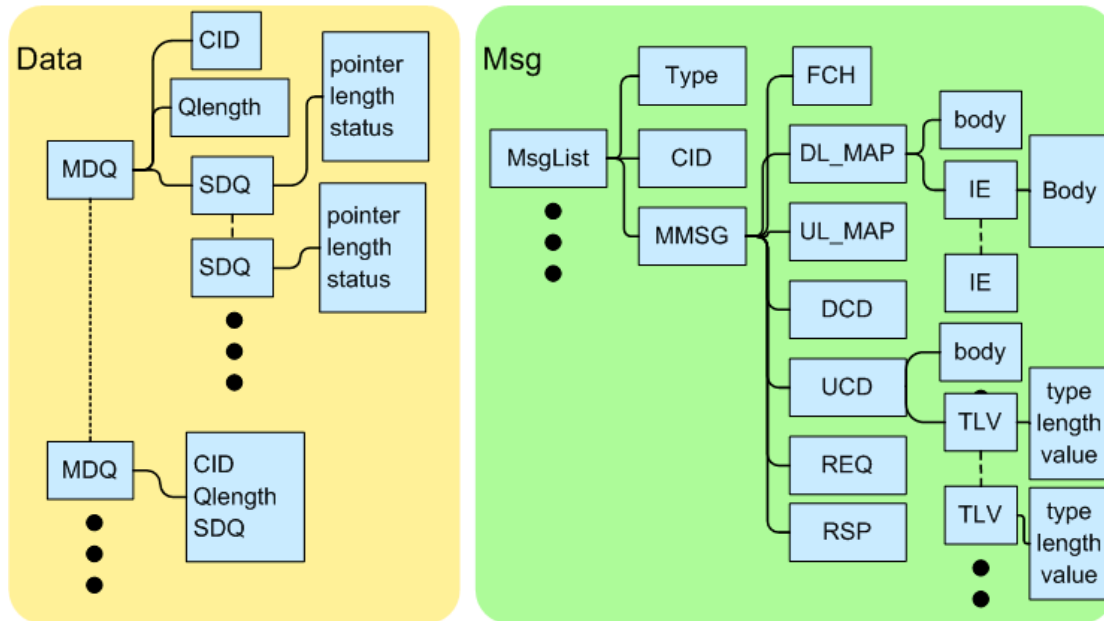 Data
CID
Qlength
MDQ
SDQ
pointer
length
status
SDQ
pointer
length
status
MDQ
CID
Qlength
SDQ
Msg
MsgList
Type
CID
MMSG
FCH
DL_MAP
body
IE
Body
IE
UL_MAP
DCD
UCD
body
TLV
type
length
value
TLV
type
length
value
REQ
RSP